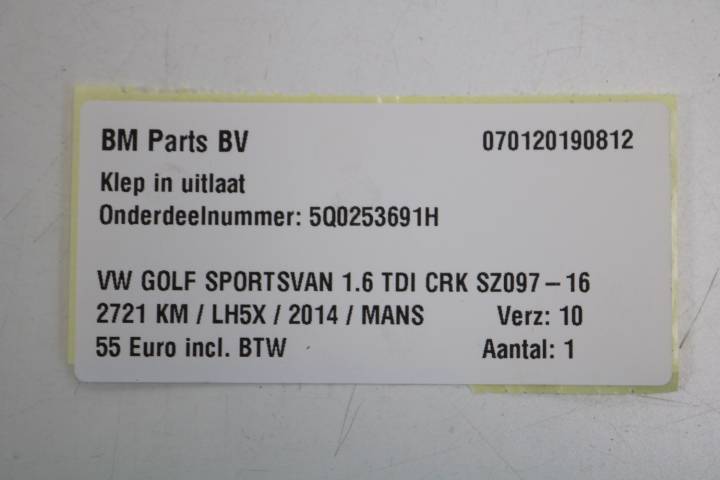 BM Parts BV 070120190812
Klep in uitlaat
Onderdeelnummer: 5Q0253691H
VW GOLF SPORTSVAN 1.6 TDI CRK SZ097-16
2721 KM / LH5X / 2014 / MANS Verz: 10
55 Euro incl. BTW Aantal: 1